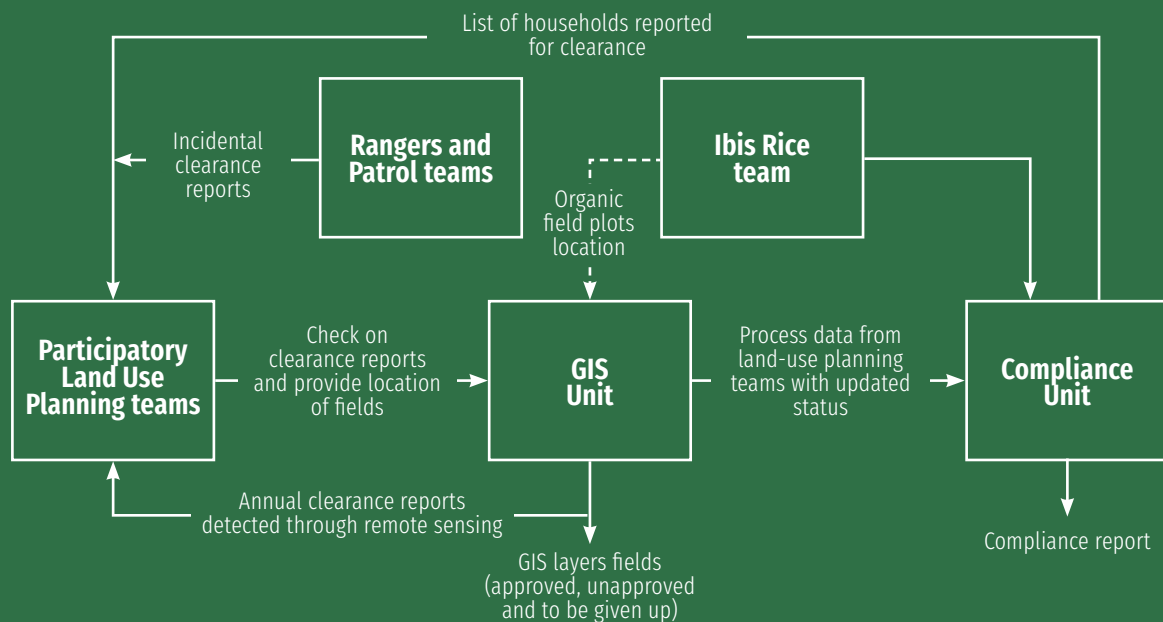 List of households reported
for clearance
Incidental
clearance
reports
Rangers and
Patrol teams
Ibis Rice
team
Organic
field plots
location
Participatory
Land Use
Planning teams
Check on
clearance reports
and provide location
of fields
GIS
Unit
Process data from
land-use planning
teams with updated
status
Compliance
Unit
Annual clearance reports
detected through remote sensing
GIS layers fields
(approved, unapproved
and to be given up)
Compliance report